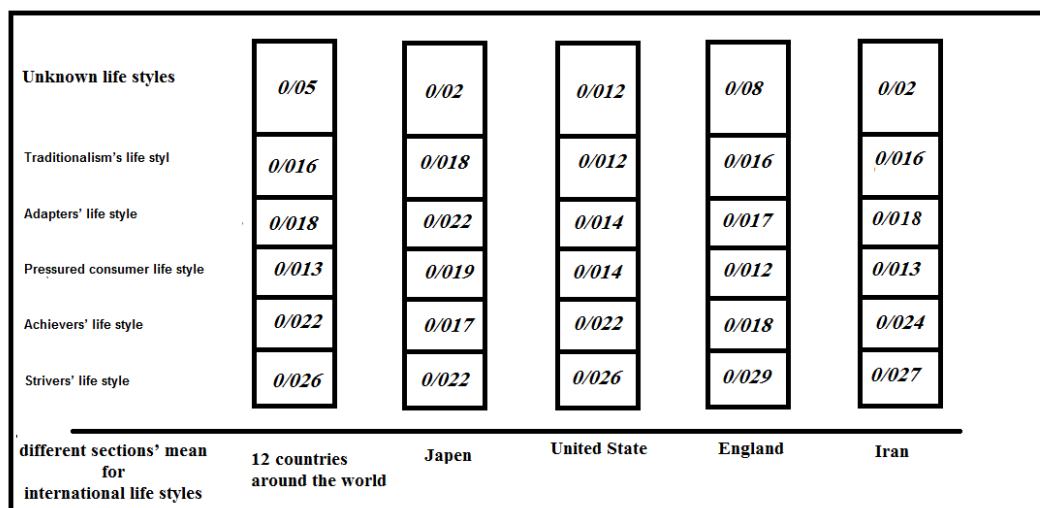 Unknown life styles 0/05 0/02 0/012 0/08 0/02
Traditionalism's life styl 0/016 0/018 0/012 0/016 0/016
Adapters' life style 0/018 0/022 0/014 0/017 0/018
Pressured consumer life style 0/013 0/019 0/014 0/012 0/013
Achievers' life style 0/022 0/017 0/022 0/018 0/024
Strivers' life style 0/026 0/022 0/026 0/029 0/027
different sections' mean
for
international life styles
12 countries
around the world
Japen
United State
England
Iran